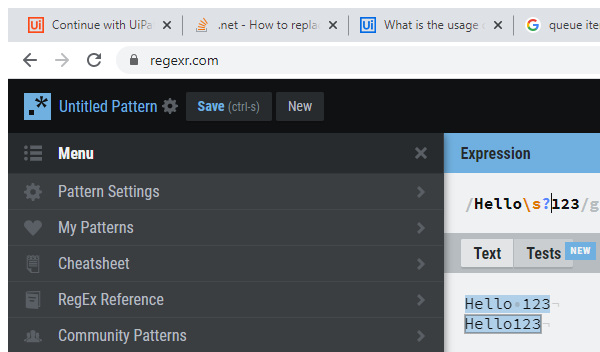 Ui Continue with UiPa
.net - How to repla
Ui What is the usage
G queue ite
regexr.com
.* Untitled Pattern Save (ctrl-s) New
Menu
Expression
Pattern Settings
/Hello\s?123/g
My Patterns
Text Tests NEW
Cheatsheet
RegEx Reference
Hello 123
Hello123
Community Patterns